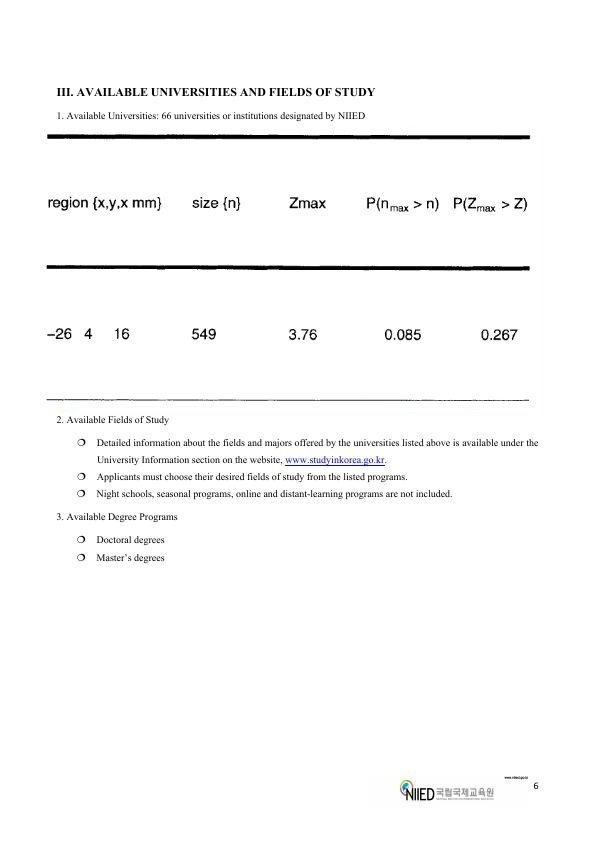 III. AVAILABLE UNIVERSITIES AND FIELDS OF STUDY
1. Available Universities: 66 universities or institutions designated by NIIED
region {x,y,x mm} size {n} Zmax P(nmax > n) P(Zmax > Z)
−26 4 16 549 3.76 0.085 0.267
2. Available Fields of Study
❍ Detailed information about the fields and majors offered by the universities listed above is available under the
University Information section on the website, www.studyinkorea.go.kr.
❍ Applicants must choose their desired fields of study from the listed programs.
❍ Night schools, seasonal programs, online and distant-learning programs are not included.
3. Available Degree Programs
❍ Doctoral degrees
❍ Master’s degrees
www.niied.go.kr
6
NIIED 국립국제교육원